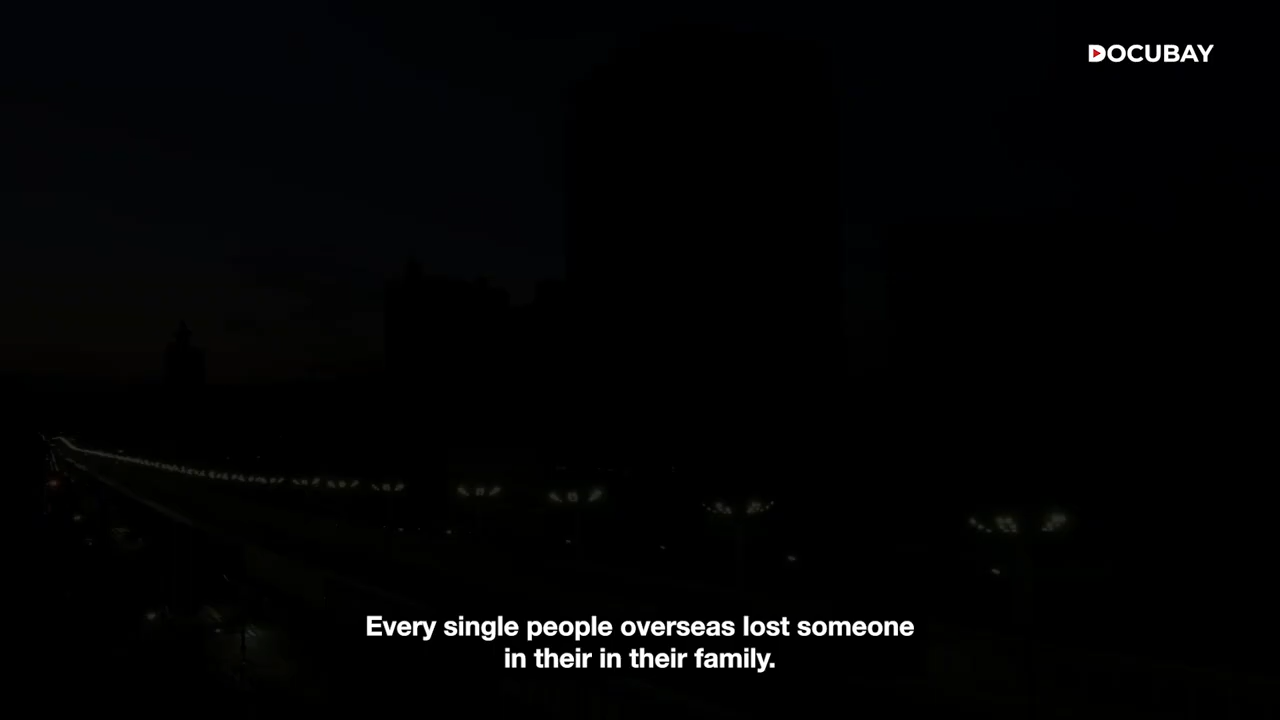 DOCUBAY
Every single people overseas lost someone
in their in their family.